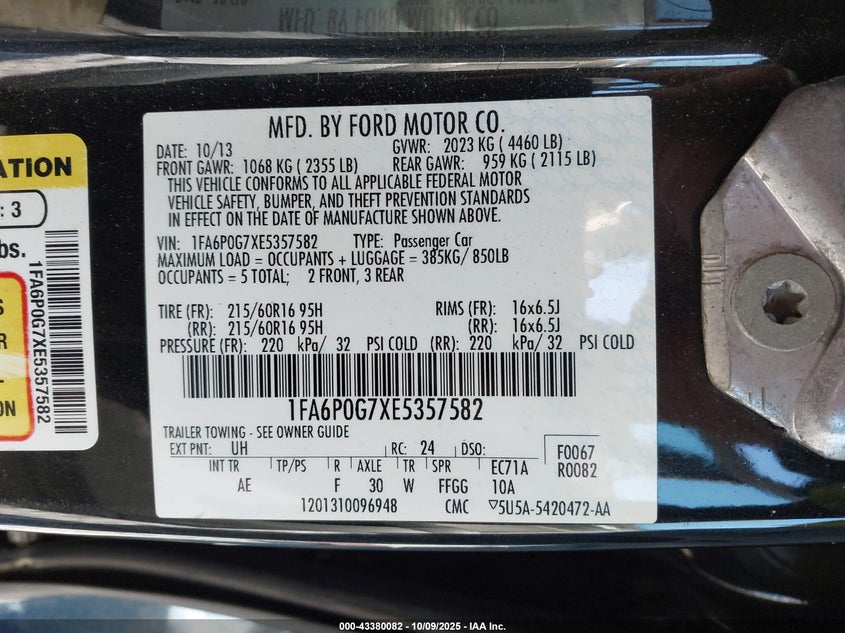 MFD. BY FORD MOTOR CO.
DATE: 10/13 GVWR: 2023 KG ( 4460 LB)
FRONT GAWR: 1068 KG ( 2355 LB) REAR GAWR: 959 KG ( 2115 LB)
THIS VEHICLE CONFORMS TO ALL APPLICABLE FEDERAL MOTOR
VEHICLE SAFETY, BUMPER, AND THEFT PREVENTION STANDARDS
IN EFFECT ON THE DATE OF MANUFACTURE SHOWN ABOVE.
VIN: 1FA6P0G7XE5357582 TYPE: Passenger Car
MAXIMUM LOAD = OCCUPANTS + LUGGAGE = 385KG/ 850LB
OCCUPANTS = 5 TOTAL; 2 FRONT, 3 REAR
TIRE (FR): 215/60R16 95H RIMS (FR): 16x6.5J
(RR): 215/60R16 95H (RR): 16x6.5J
PRESSURE (FR): 220 kPa/ 32 PSI COLD (RR): 220 kPa/ 32 PSI COLD
1FA6P0G7XE5357582
TRAILER TOWING - SEE OWNER GUIDE
EXT PNT: UH RC: 24 DSO: F0067
R0082
INT TR TP/PS R AXLE TR SPR EC71A
AE F 30 W FFGG 10A
1201310096948 CMC ▽5U5A-5420472-AA
ATION
: 3
bs.
S
R
L
ON
1FA6P0G7XE5357582
MFD. BY FORD MOTOR CO.
000-43380082 - 10/09/2025 - IAA Inc.